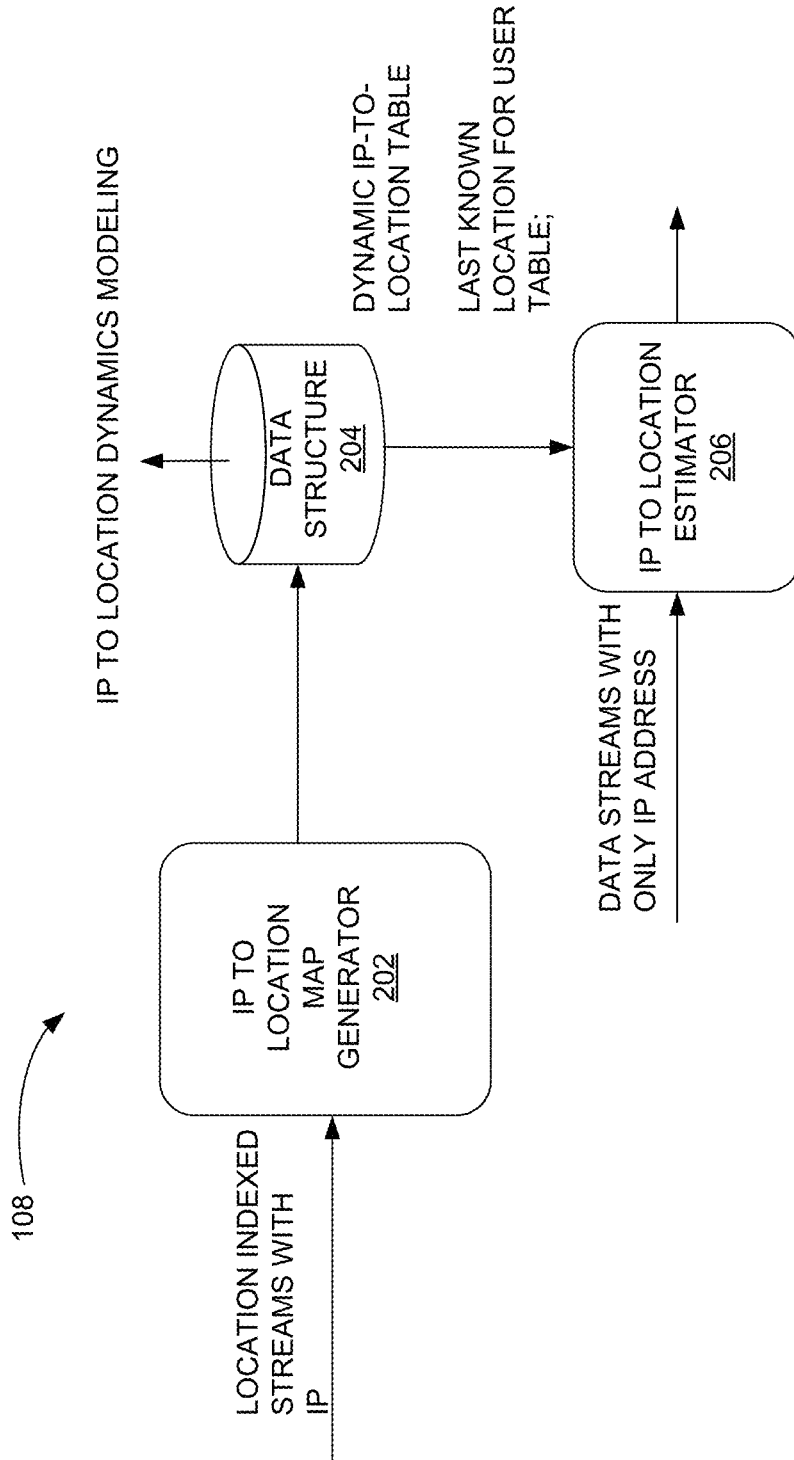 108
LOCATION INDEXED
STREAMS WITH
IP
IP TO
LOCATION
MAP
GENERATOR
202
IP TO LOCATION DYNAMICS MODELING
DATA
STRUCTURE
204
DYNAMIC IP-TO-
LOCATION TABLE
LAST KNOWN
LOCATION FOR USER
TABLE;
DATA STREAMS WITH
ONLY IP ADDRESS
IP TO LOCATION
ESTIMATOR
206